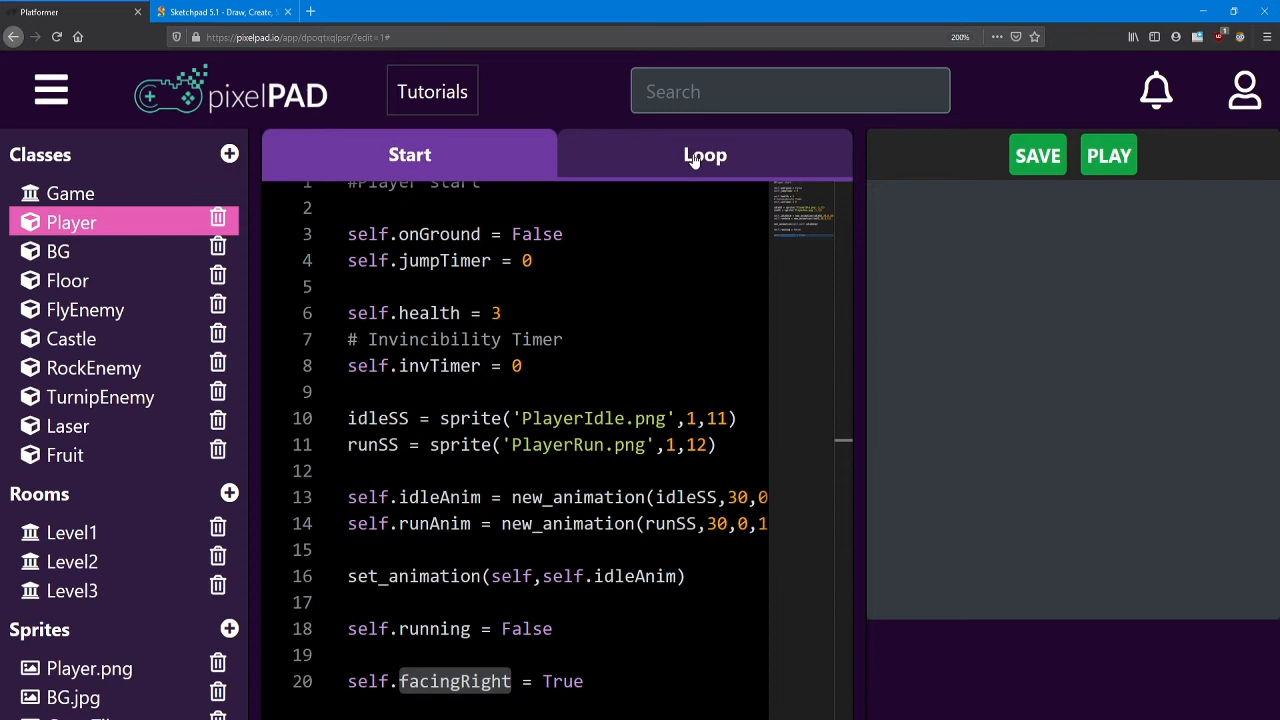 Platformer
Sketchpad 5.1 - Draw, Create, S
https://pixelpad.io/app/dpoqtxqlpsr/?edit=1#
200%
pixelPAD
Tutorials
Search
Classes
Start
Loop
SAVE
PLAY
Game
Player
BG
Floor
FlyEnemy
Castle
RockEnemy
TurnipEnemy
Laser
Fruit
Rooms
Level1
Level2
Level3
Sprites
Player.png
BG.jpg
1 #Player start
2
3 self.onGround = False
4 self.jumpTimer = 0
5
6 self.health = 3
7 # Invincibility Timer
8 self.invTimer = 0
9
10 idleSS = sprite('PlayerIdle.png',1,11)
11 runSS = sprite('PlayerRun.png',1,12)
12
13 self.idleAnim = new_animation(idleSS,30,0
14 self.runAnim = new_animation(runSS,30,0,1
15
16 set_animation(self,self.idleAnim)
17
18 self.running = False
19
20 self.facingRight = True